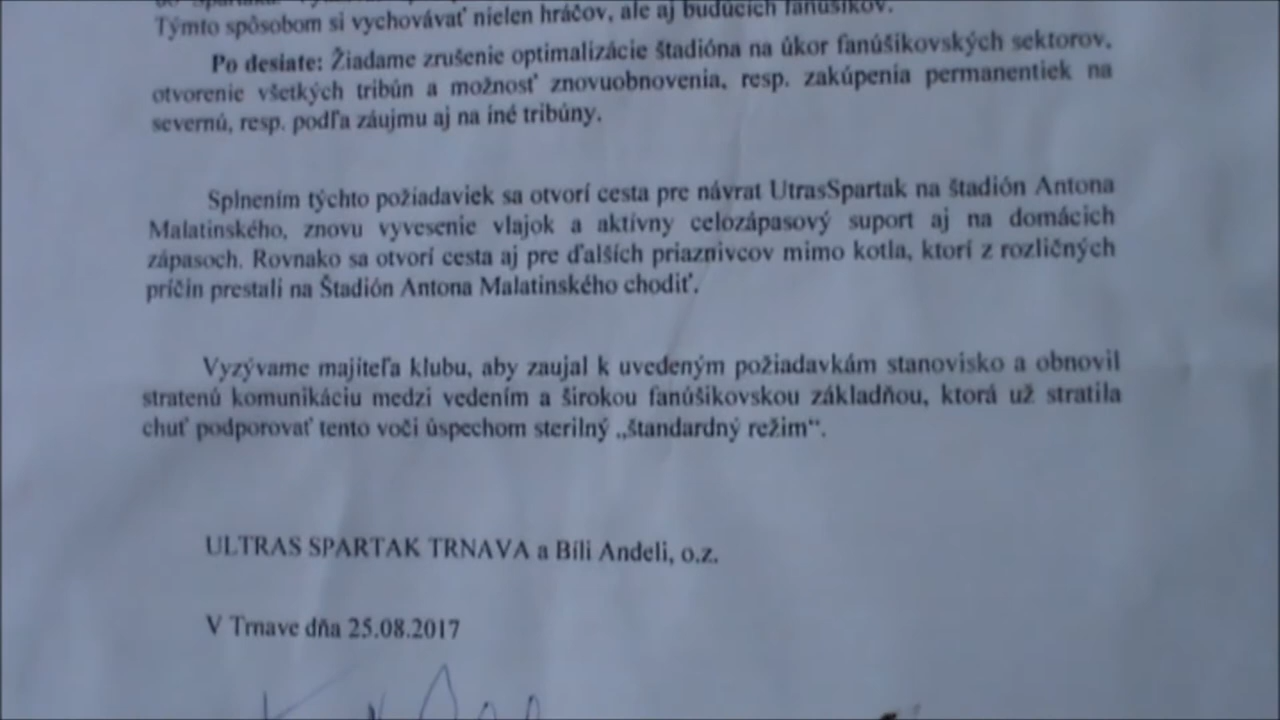 Týmto spôsobom si vychovávať nielen hráčov, ale aj budúcich fanúšikov.
Po desiate: Žiadame zrušenie optimalizácie štadióna na úkor fanúšikovských sektorov,
otvorenie všetkých tribún a možnosť znovuobnovenia, resp. zakúpenia permanentiek na
severnú, resp. podľa záujmu aj na iné tribúny.
Splnením týchto požiadaviek sa otvorí cesta pre návrat UtrasSpartak na štadión Antona
Malatinského, znovu vyvesenie vlajok a aktívny celozápasový suport aj na domácich
zápasoch. Rovnako sa otvorí cesta aj pre ďalších priaznivcov mimo kotla, ktorí z rozličných
príčin prestali na Štadión Antona Malatinského chodiť.
Vyzývame majiteľa klubu, aby zaujal k uvedeným požiadavkám stanovisko a obnovil
stratenú komunikáciu medzi vedením a širokou fanúšikovskou základňou, ktorá už stratila
chuť podporovať tento voči úspechom sterilný „štandardný režim“.
ULTRAS SPARTAK TRNAVA a Bíli Andeli, o.z.
V Trnave dňa 25.08.2017